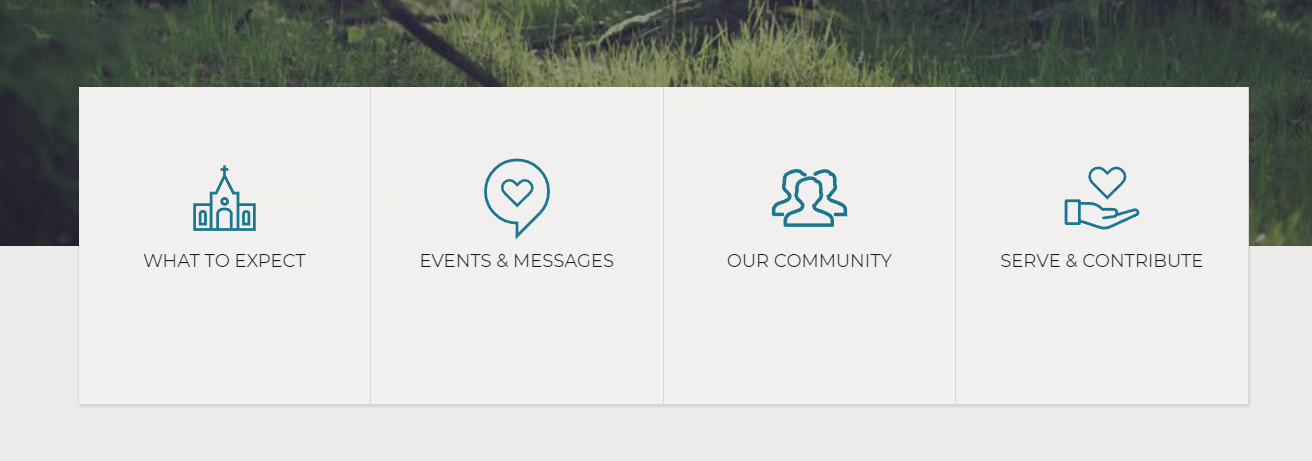 WHAT TO EXPECT
EVENTS & MESSAGES
OUR COMMUNITY
SERVE & CONTRIBUTE